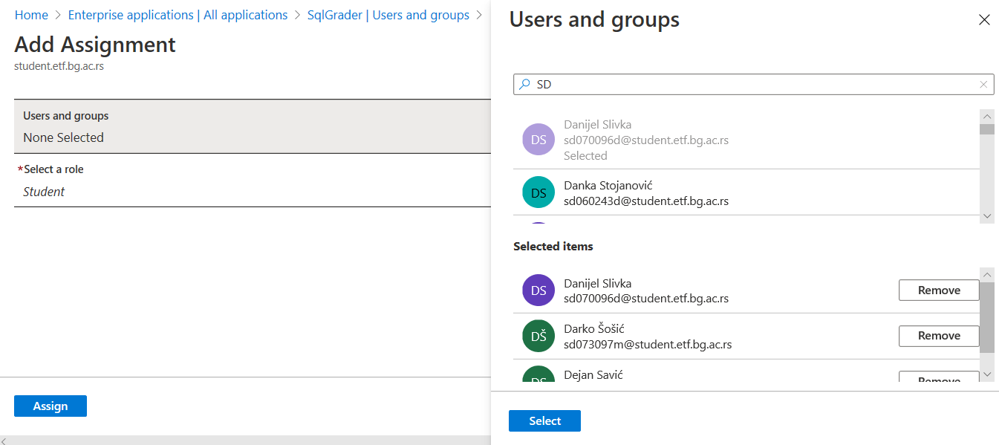 Home > Enterprise applications | All applications > SqlGrader | Users and groups >
Add Assignment
student.etf.bg.ac.rs
Users and groups
None Selected
*Select a role
Student
Assign
Users and groups
SD
DS
Danijel Slivka
sd070096d@student.etf.bg.ac.rs
Selected
DS
Danka Stojanović
sd060243d@student.etf.bg.ac.rs
Selected items
DS
Danijel Slivka
sd070096d@student.etf.bg.ac.rs
Remove
DŠ
Darko Šošić
sd073097m@student.etf.bg.ac.rs
Remove
DS
Dejan Savić
Remove
Select